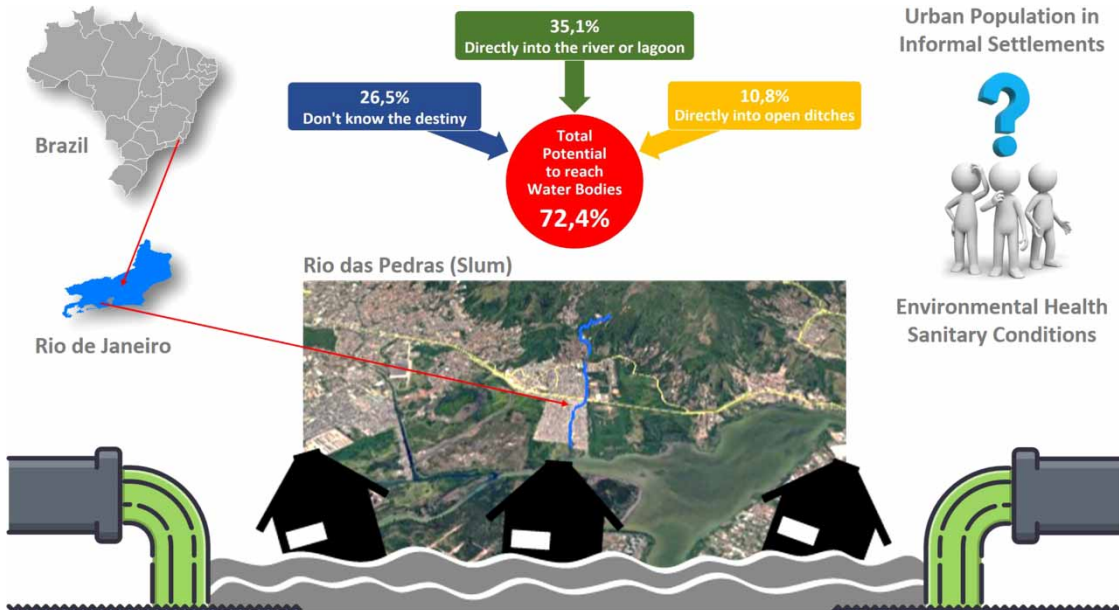 35,1%
Directly into the river or lagoon
Urban Population in
Informal Settlements
26,5%
Don't know the destiny
10,8%
Directly into open ditches
Total
Potential
to reach
Water Bodies
72,4%
Brazil
Rio das Pedras (Slum)
Rio de Janeiro
Environmental Health
Sanitary Conditions